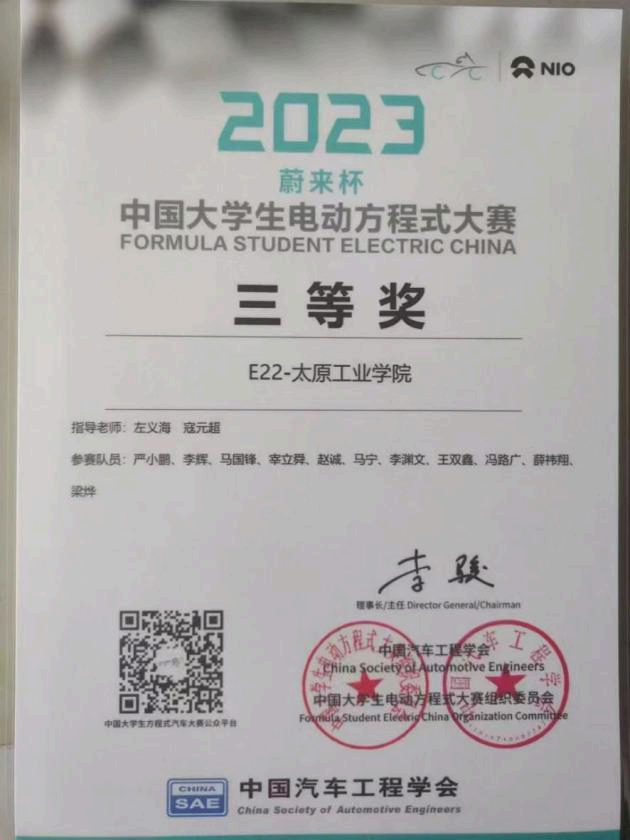 NIO
2023
蔚来杯
中国大学生电动方程式大赛
FORMULA STUDENT ELECTRIC CHINA
三等奖
E22-太原工业学院
指导老师：左义海 寇元超
参赛队员：严小鹏、李辉、马国锋、宰立舜、赵诚、马宁、李渊文、王双鑫、冯路广、薛祎翔、
梁烨
李骏
理事长/主任 Director General/Chairman
中国汽车工程学会
China Society of Automotive Engineers
中国大学生电动方程式大赛组织委员会
Formula Student Electric China Organization Committee
中国大学生方程式汽车大赛公众平台
CHINA
SAE
中国汽车工程学会
China Society of Automotive Engineers